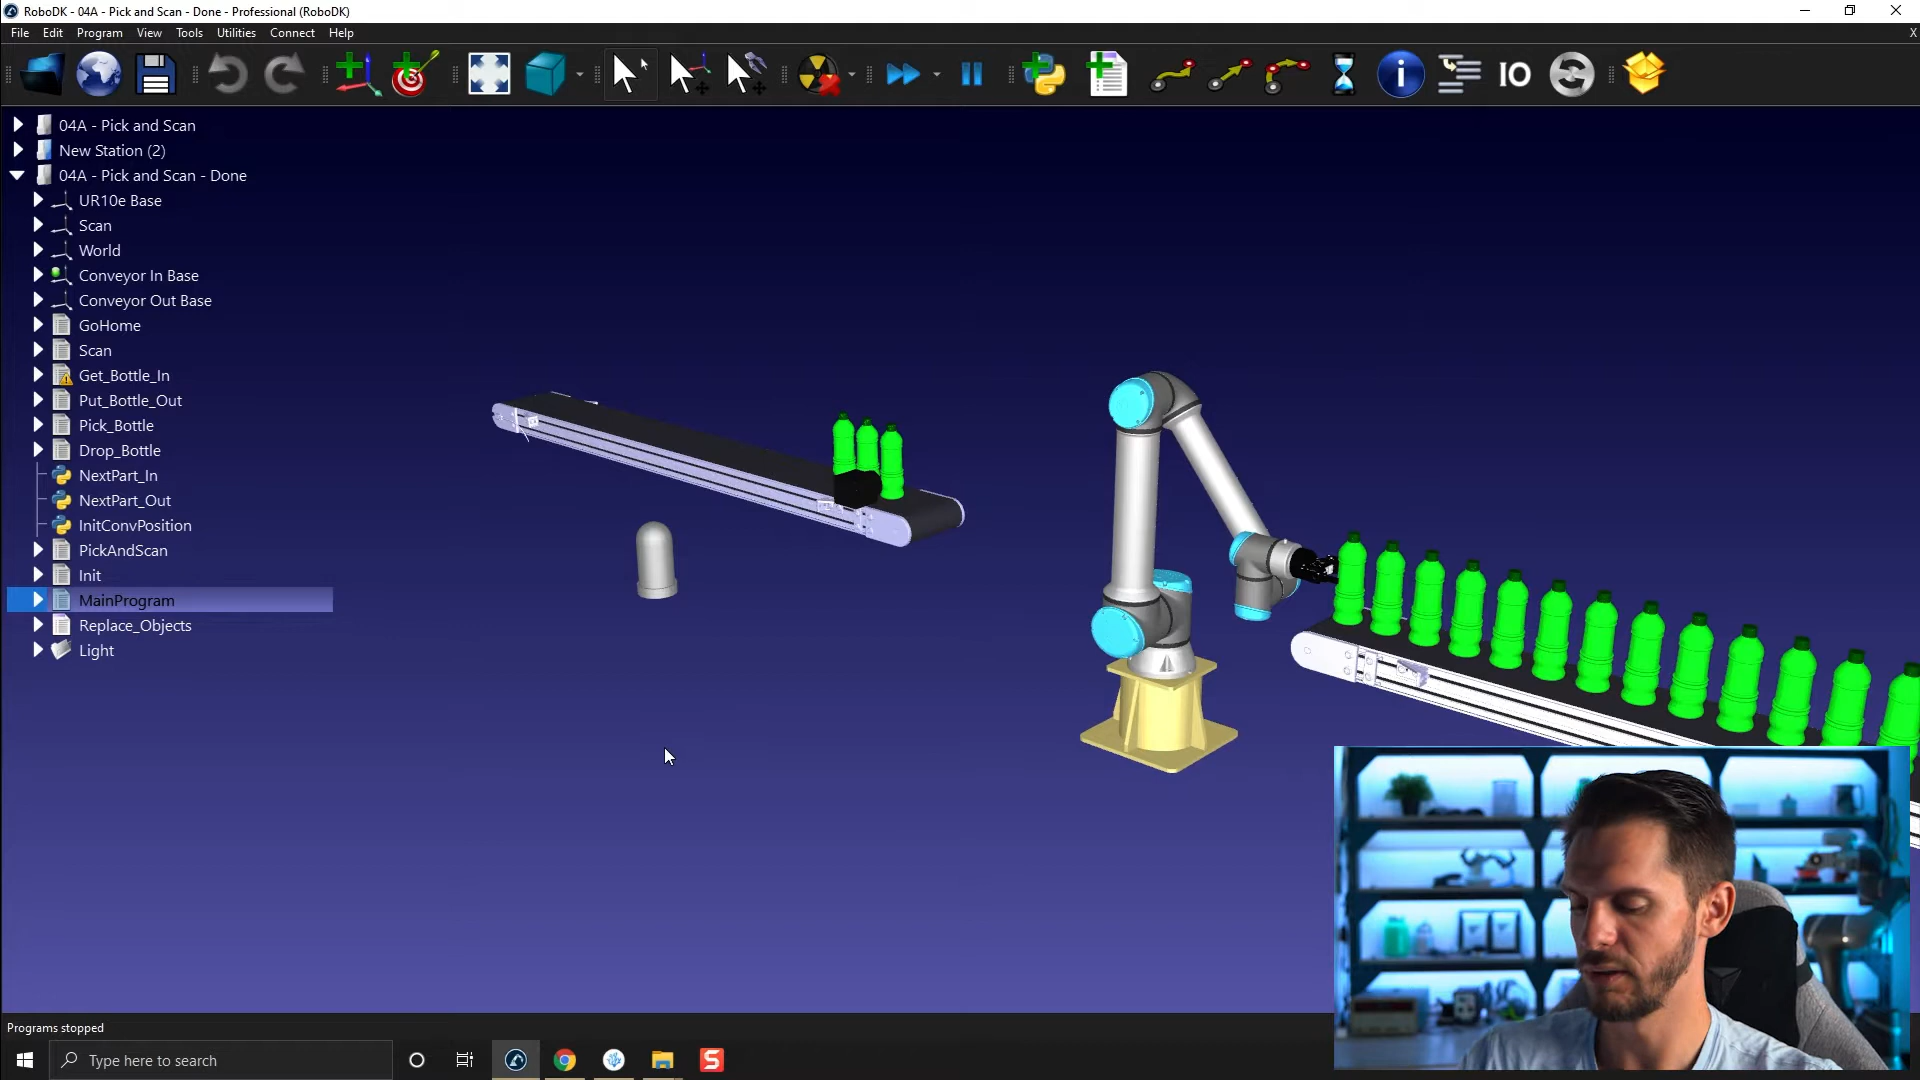 RoboDK - 04A - Pick and Scan - Done - Professional (RoboDK)
File Edit Program View Tools Utilities Connect Help X
IO
04A - Pick and Scan
New Station (2)
04A - Pick and Scan - Done
UR10e Base
Scan
World
Conveyor In Base
Conveyor Out Base
GoHome
Scan
Get_Bottle_In
Put_Bottle_Out
Pick_Bottle
Drop_Bottle
NextPart_In
NextPart_Out
InitConvPosition
PickAndScan
Init
MainProgram
Replace_Objects
Light
Programs stopped
Type here to search
S